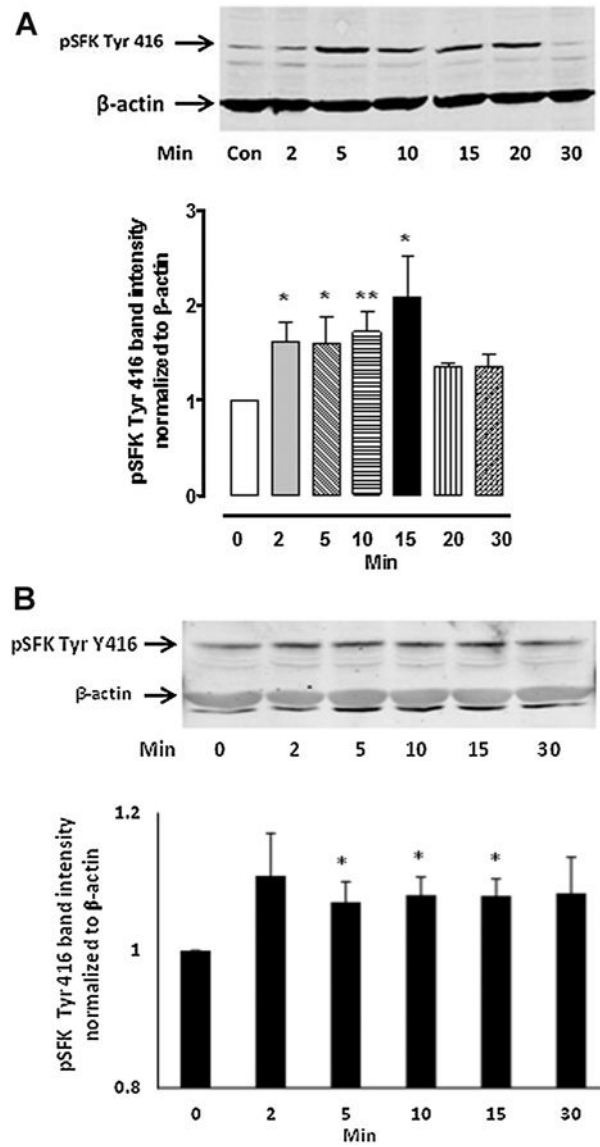 A
pSFK Tyr 416
β-actin
Min Con 2 5 10 15 20 30
pSFK Tyr 416 band intensity
normalized to β-actin
3
2
1
0
* * ** *
0 2 5 10 15 20 30
Min
B
pSFK Tyr Y416
β-actin
Min 0 2 5 10 15 30
pSFK Tyr 416 band intensity
normalized to β-actin
1.2
1
0.8
* * *
0 2 5 10 15 30
Min